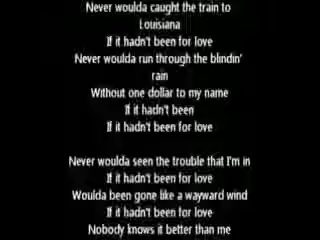 Never woulda caught the train to
Louisiana
If it hadn't been for love
Never woulda run through the blindin'
rain
Without one dollar to my name
If it hadn't been
If it hadn't been for love

Never woulda seen the trouble that I'm in
If it hadn't been for love
Woulda been gone like a wayward wind
If it hadn't been for love
Nobody knows it better than me